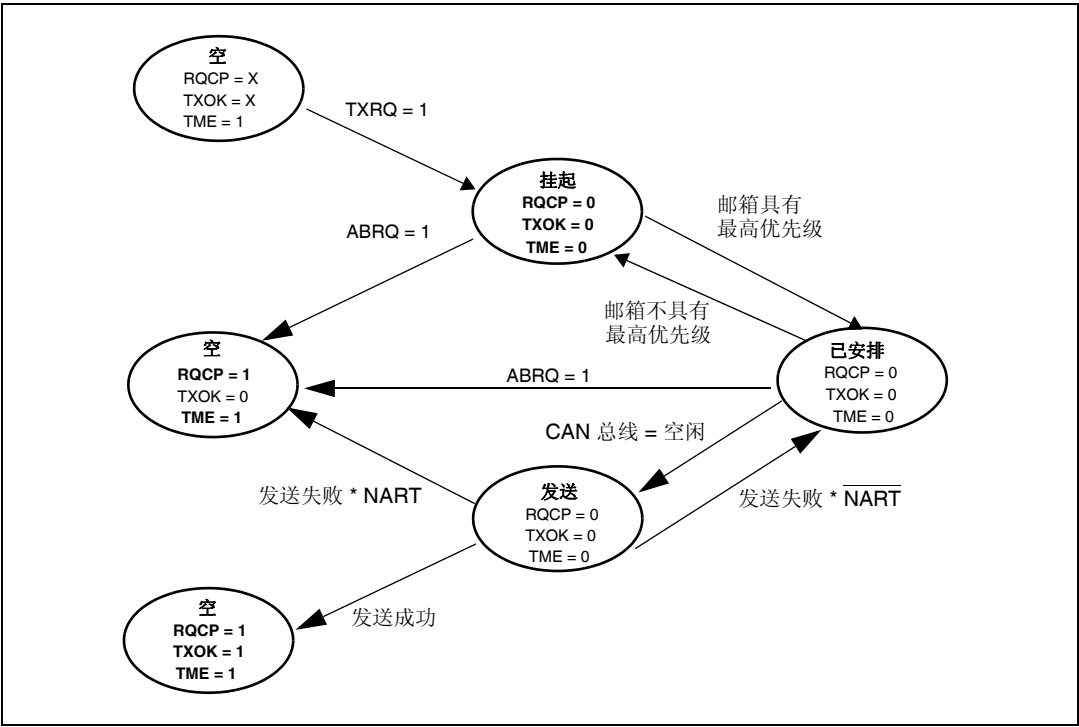 空
RQCP = X
TXOK = X
TME = 1
TXRQ = 1
挂起
RQCP = 0
TXOK = 0
TME = 0
邮箱具有
最高优先级
ABRQ = 1
邮箱不具有
最高优先级
空
RQCP = 1
TXOK = 0
TME = 1
ABRQ = 1
已安排
RQCP = 0
TXOK = 0
TME = 0
CAN 总线 = 空闲
发送失败 * NART
发送
RQCP = 0
TXOK = 0
TME = 0
发送失败 * N̅A̅R̅T̅
空
RQCP = 1
TXOK = 1
TME = 1
发送成功